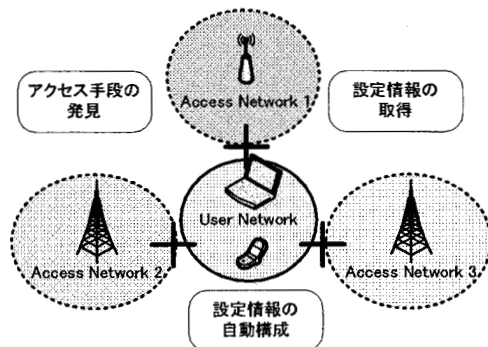 アクセス手段の
発見
Access Network 1
設定情報の
取得
User Network
Access Network 2
Access Network 3
設定情報の
自動構成